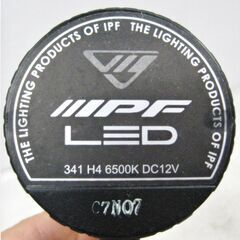 THE LIGHTING PRODUCTS OF IPF
THE LIGHTING PRODUCTS OF IPF
IPF
LED
341 H4 6500K DC12V
C7N07